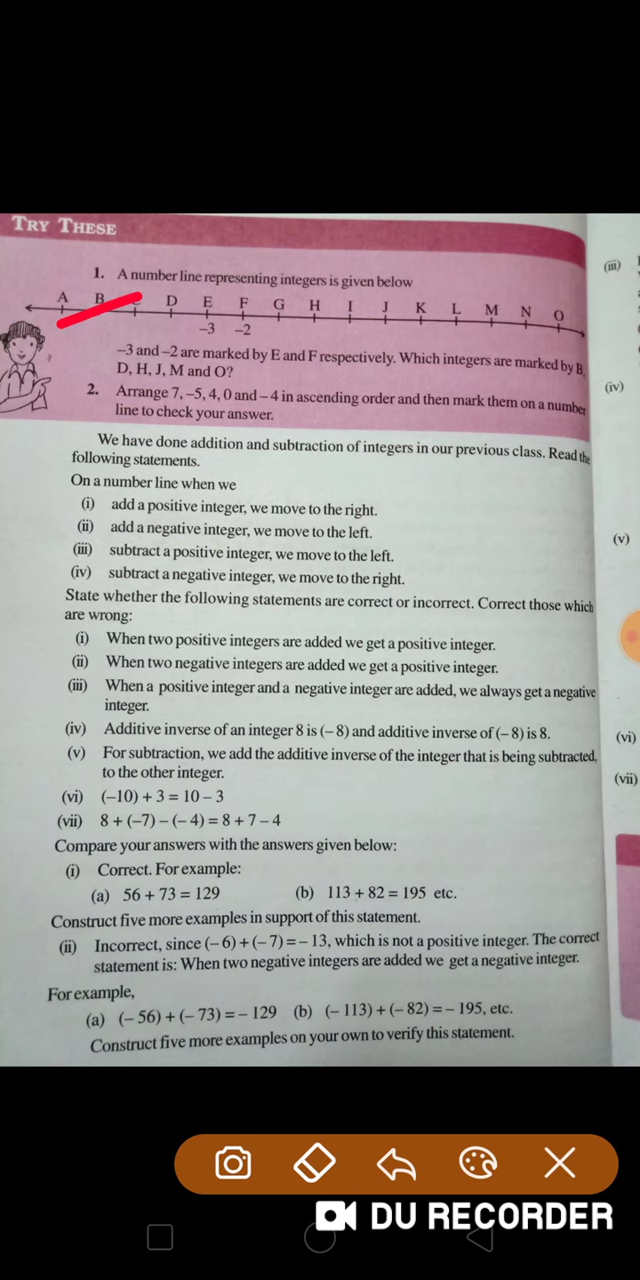 TRY THESE
1. A number line representing integers is given below
A B D E F G H I J K L M N O
–3 –2
–3 and –2 are marked by E and F respectively. Which integers are marked by B,
D, H, J, M and O?
2. Arrange 7, –5, 4, 0 and – 4 in ascending order and then mark them on a number
line to check your answer.
We have done addition and subtraction of integers in our previous class. Read the
following statements.
On a number line when we
(i) add a positive integer, we move to the right.
(ii) add a negative integer, we move to the left.
(iii) subtract a positive integer, we move to the left.
(iv) subtract a negative integer, we move to the right.
State whether the following statements are correct or incorrect. Correct those which
are wrong:
(i) When two positive integers are added we get a positive integer.
(ii) When two negative integers are added we get a positive integer.
(iii) When a positive integer and a negative integer are added, we always get a negative
integer.
(iv) Additive inverse of an integer 8 is (– 8) and additive inverse of (– 8) is 8.
(v) For subtraction, we add the additive inverse of the integer that is being subtracted,
to the other integer.
(vi) (–10) + 3 = 10 – 3
(vii) 8 + (–7) – (– 4) = 8 + 7 – 4
Compare your answers with the answers given below:
(i) Correct. For example:
(a) 56 + 73 = 129 (b) 113 + 82 = 195 etc.
Construct five more examples in support of this statement.
(ii) Incorrect, since (– 6) + (– 7) = – 13, which is not a positive integer. The correct
statement is: When two negative integers are added we get a negative integer.
For example,
(a) (– 56) + (– 73) = – 129 (b) (– 113) + (– 82) = – 195, etc.
Construct five more examples on your own to verify this statement.
(iii)
(iv)
(v)
(vi)
(vii)
DU RECORDER